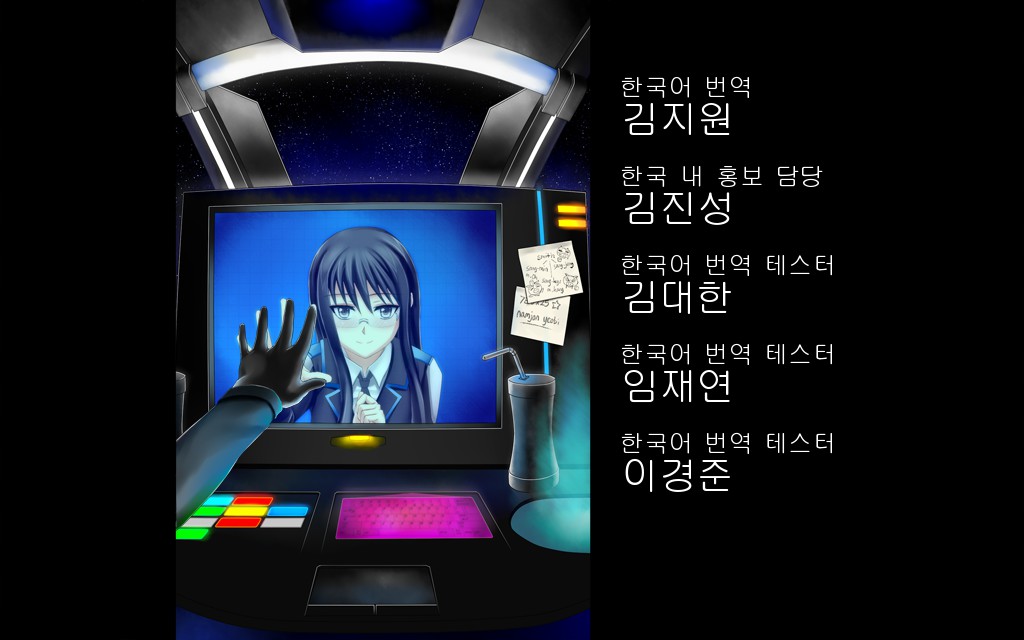 한국어 번역
김지원
한국 내 홍보 담당
김진성
한국어 번역 테스터
김대한
한국어 번역 테스터
임재연
한국어 번역 테스터
이경준
namjon yeobi